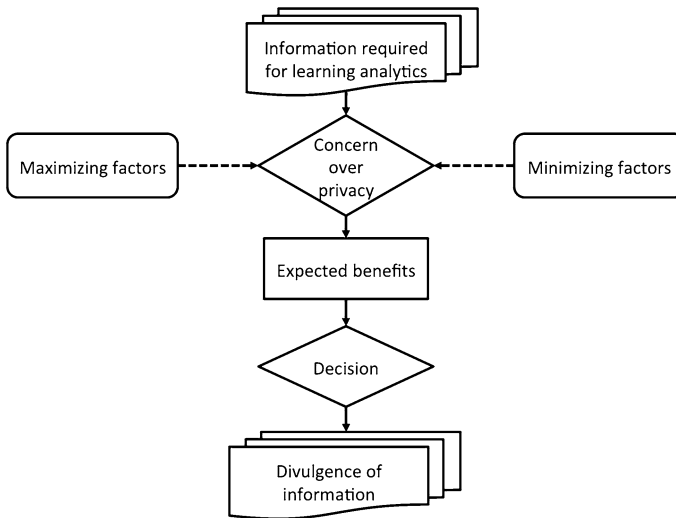 Information required
for learning analytics
Maximizing factors
Concern
over
privacy
Minimizing factors
Expected benefits
Decision
Divulgence of
information